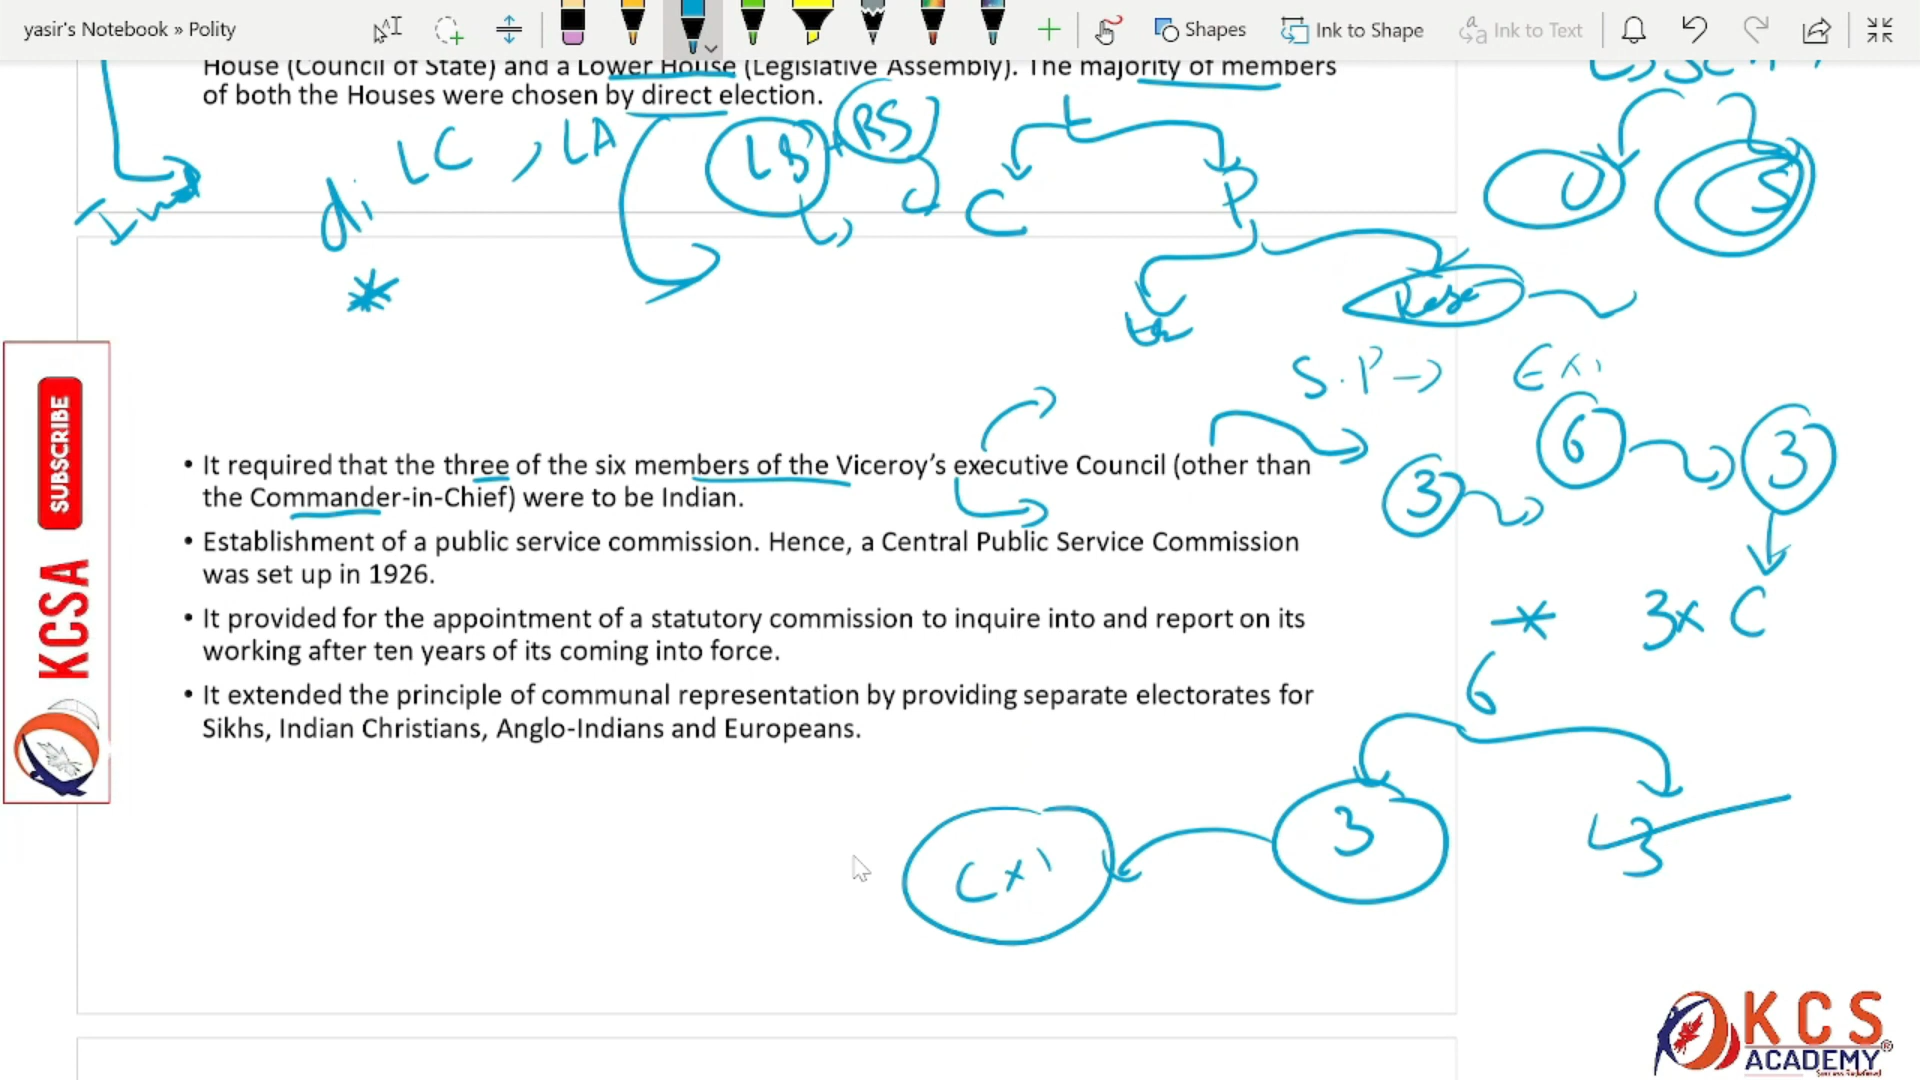 yasir's Notebook » Polity
Shapes
Ink to Shape
Ink to Text
House (Council of State) and a Lower House (Legislative Assembly). The majority of members
of both the Houses were chosen by direct election.
LC, LA
LS + RS
C
P
U
S
Ind
di
*
Rese
S.P →
6
3
3
• It required that the three of the six members of the Viceroy's executive Council (other than
the Commander-in-Chief) were to be Indian.
• Establishment of a public service commission. Hence, a Central Public Service Commission
was set up in 1926.
• It provided for the appointment of a statutory commission to inquire into and report on its
working after ten years of its coming into force.
• It extended the principle of communal representation by providing separate electorates for
Sikhs, Indian Christians, Anglo-Indians and Europeans.
* 3x C
6
3
3
SUBSCRIBE
KCSA
KCS
ACADEMY®